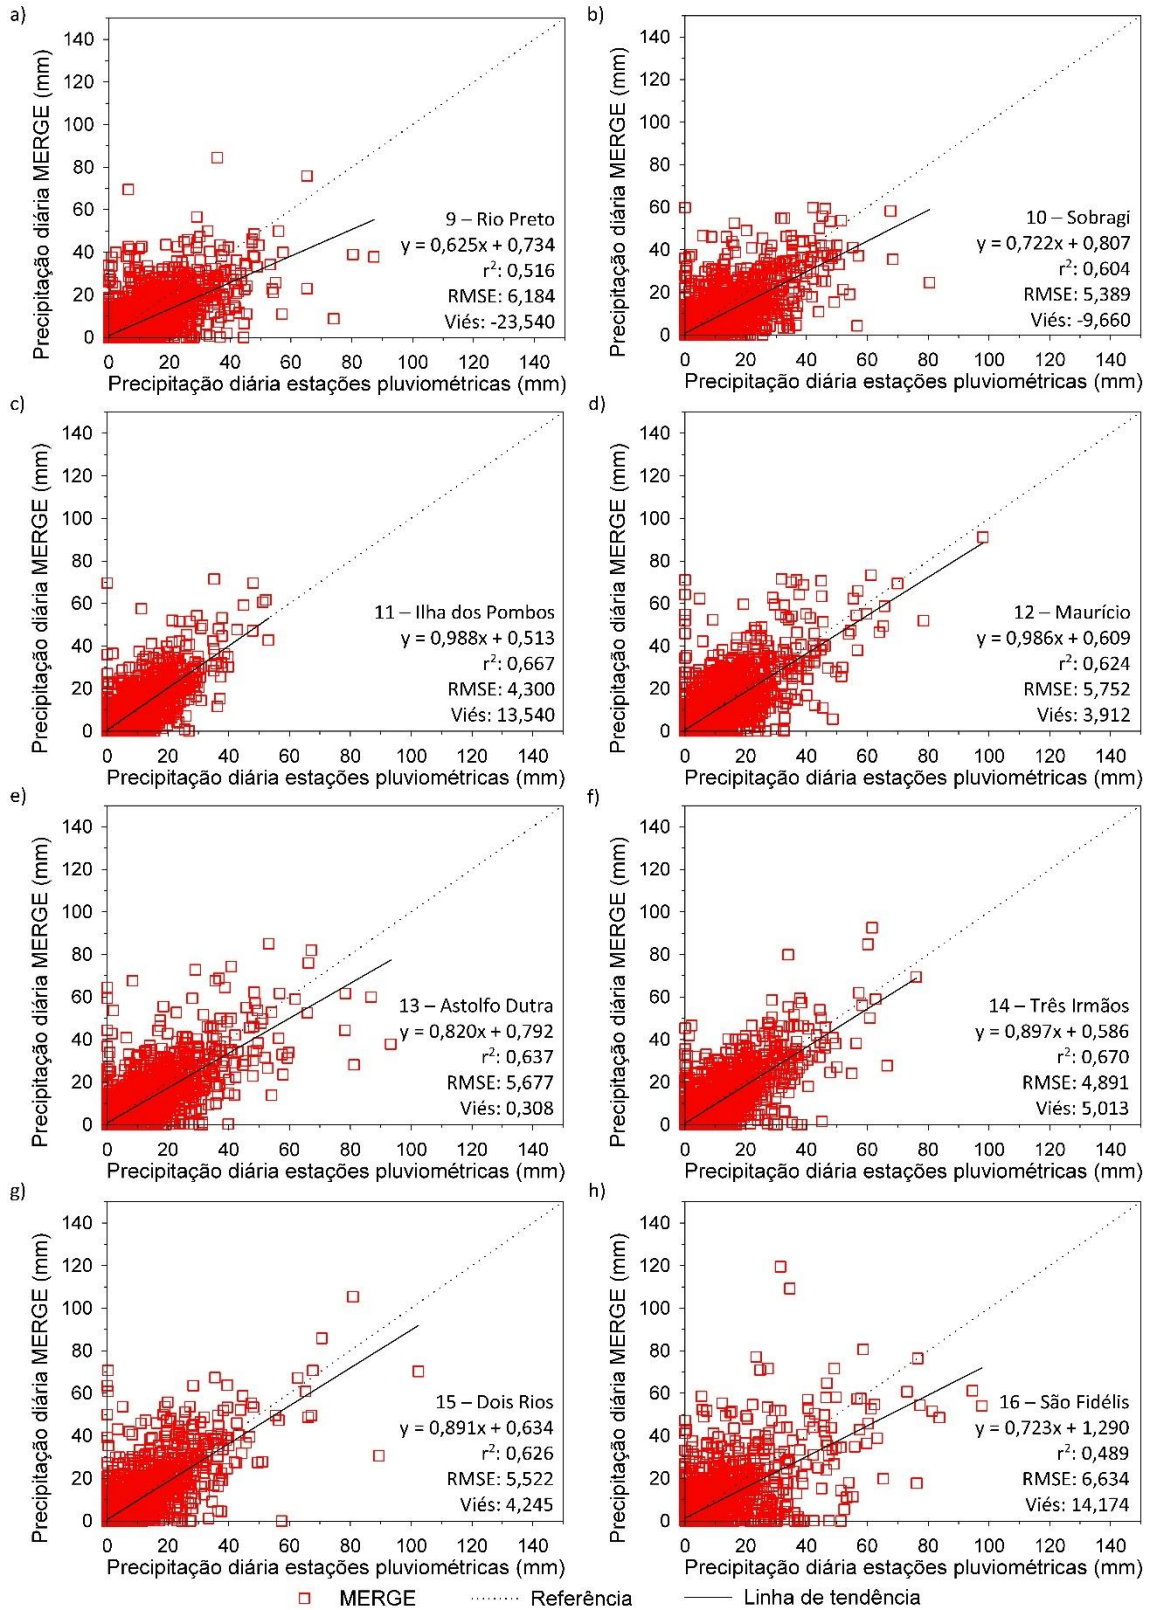 a)
Precipitação diária MERGE (mm)
140
120
100
80
60
40
20
0
9 – Rio Preto
y = 0,625x + 0,734
r²: 0,516
RMSE: 6,184
Viés: -23,540
0 20 40 60 80 100 120 140
Precipitação diária estações pluviométricas (mm)
b)
Precipitação diária MERGE (mm)
140
120
100
80
60
40
20
0
10 – Sobragi
y = 0,722x + 0,807
r²: 0,604
RMSE: 5,389
Viés: -9,660
0 20 40 60 80 100 120 140
Precipitação diária estações pluviométricas (mm)
c)
Precipitação diária MERGE (mm)
140
120
100
80
60
40
20
0
11 – Ilha dos Pombos
y = 0,988x + 0,513
r²: 0,667
RMSE: 4,300
Viés: 13,540
0 20 40 60 80 100 120 140
Precipitação diária estações pluviométricas (mm)
d)
Precipitação diária MERGE (mm)
140
120
100
80
60
40
20
0
12 – Maurício
y = 0,986x + 0,609
r²: 0,624
RMSE: 5,752
Viés: 3,912
0 20 40 60 80 100 120 140
Precipitação diária estações pluviométricas (mm)
e)
Precipitação diária MERGE (mm)
140
120
100
80
60
40
20
0
13 – Astolfo Dutra
y = 0,820x + 0,792
r²: 0,637
RMSE: 5,677
Viés: 0,308
0 20 40 60 80 100 120 140
Precipitação diária estações pluviométricas (mm)
f)
Precipitação diária MERGE (mm)
140
120
100
80
60
40
20
0
14 – Três Irmãos
y = 0,897x + 0,586
r²: 0,670
RMSE: 4,891
Viés: 5,013
0 20 40 60 80 100 120 140
Precipitação diária estações pluviométricas (mm)
g)
Precipitação diária MERGE (mm)
140
120
100
80
60
40
20
0
15 – Dois Rios
y = 0,891x + 0,634
r²: 0,626
RMSE: 5,522
Viés: 4,245
0 20 40 60 80 100 120 140
Precipitação diária estações pluviométricas (mm)
h)
Precipitação diária MERGE (mm)
140
120
100
80
60
40
20
0
16 – São Fidélis
y = 0,723x + 1,290
r²: 0,489
RMSE: 6,634
Viés: 14,174
0 20 40 60 80 100 120 140
Precipitação diária estações pluviométricas (mm)
MERGE Referência Linha de tendência